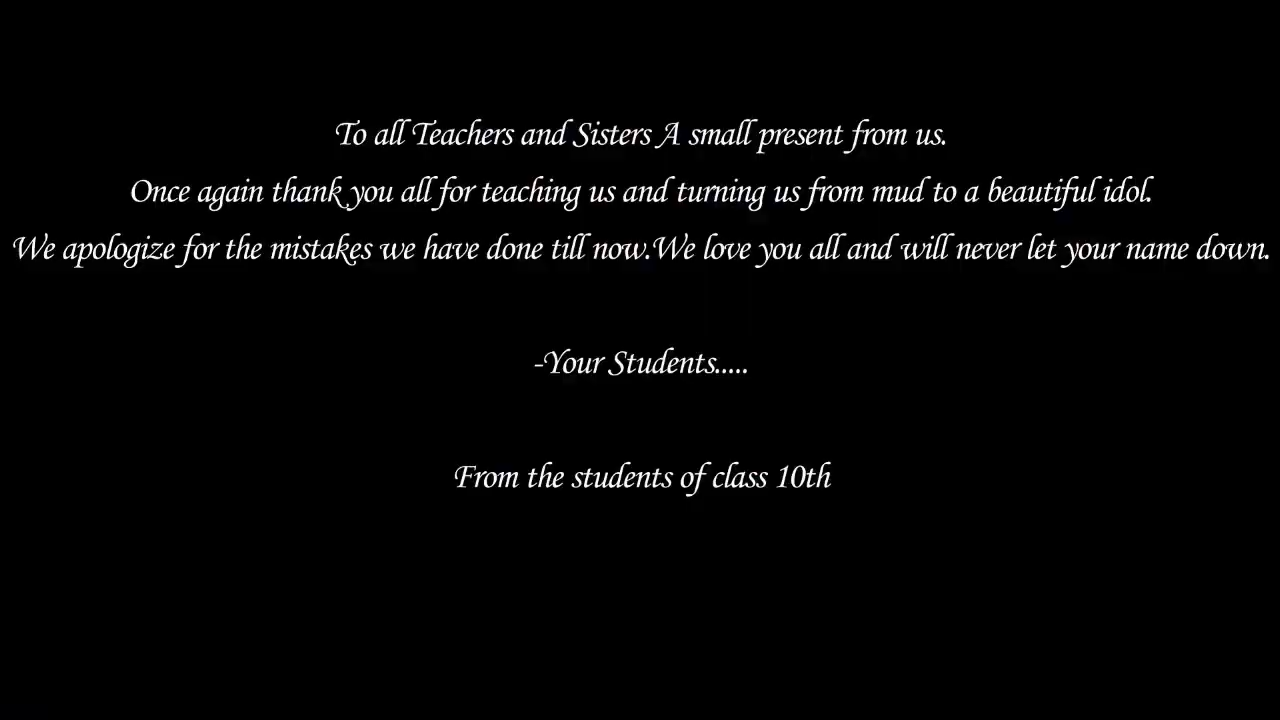 To all Teachers and Sisters A small present from us.
Once again thank you all for teaching us and turning us from mud to a beautiful idol.
We apologize for the mistakes we have done till now.We love you all and will never let your name down.
-Your Students.....
From the students of class 10th